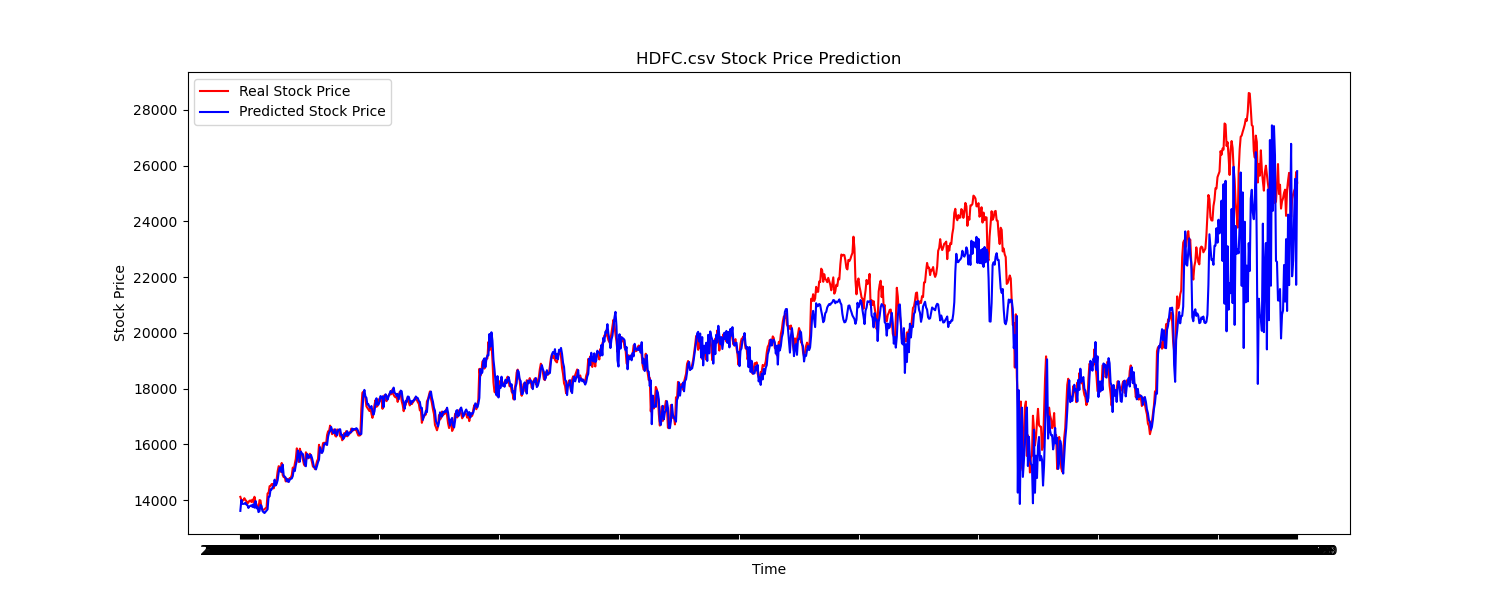 HDFC.csv Stock Price Prediction
Real Stock Price
Predicted Stock Price
28000
26000
24000
22000
20000
18000
16000
14000
Stock Price
Time